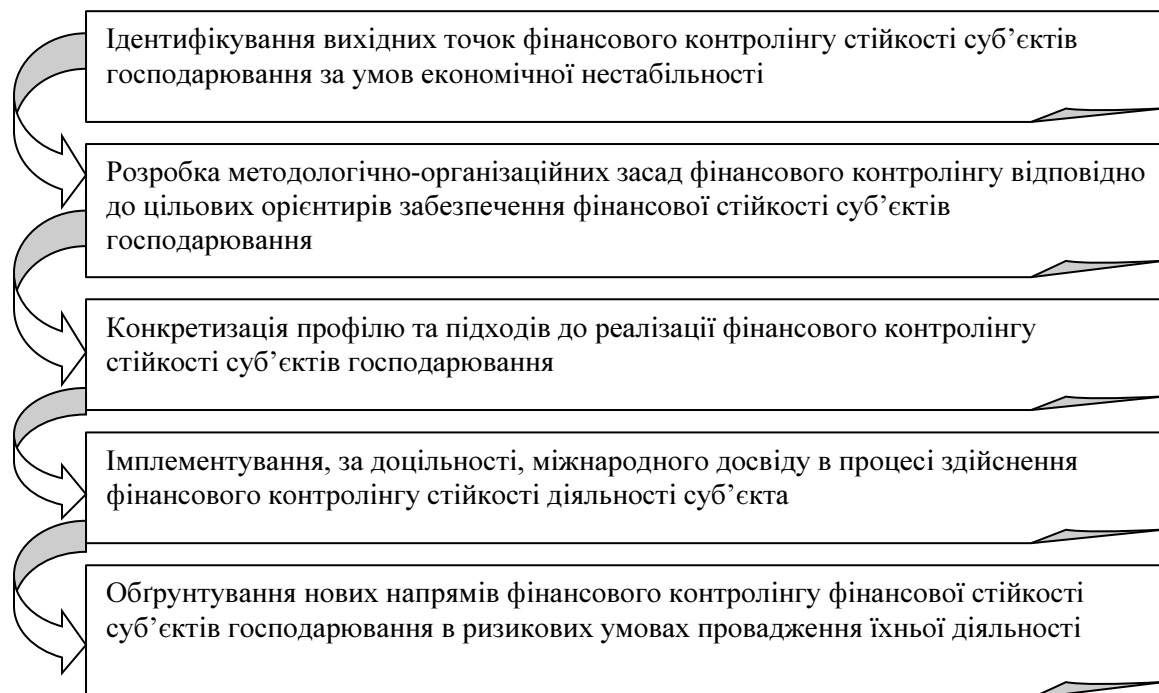 Ідентифікування вихідних точок фінансового контролінгу стійкості суб’єктів
господарювання за умов економічної нестабільності
Розробка методологічно-організаційних засад фінансового контролінгу відповідно
до цільових орієнтирів забезпечення фінансової стійкості суб’єктів
господарювання
Конкретизація профілю та підходів до реалізації фінансового контролінгу
стійкості суб’єктів господарювання
Імплементування, за доцільності, міжнародного досвіду в процесі здійснення
фінансового контролінгу стійкості діяльності суб’єкта
Обґрунтування нових напрямів фінансового контролінгу фінансової стійкості
суб’єктів господарювання в ризикових умовах провадження їхньої діяльності